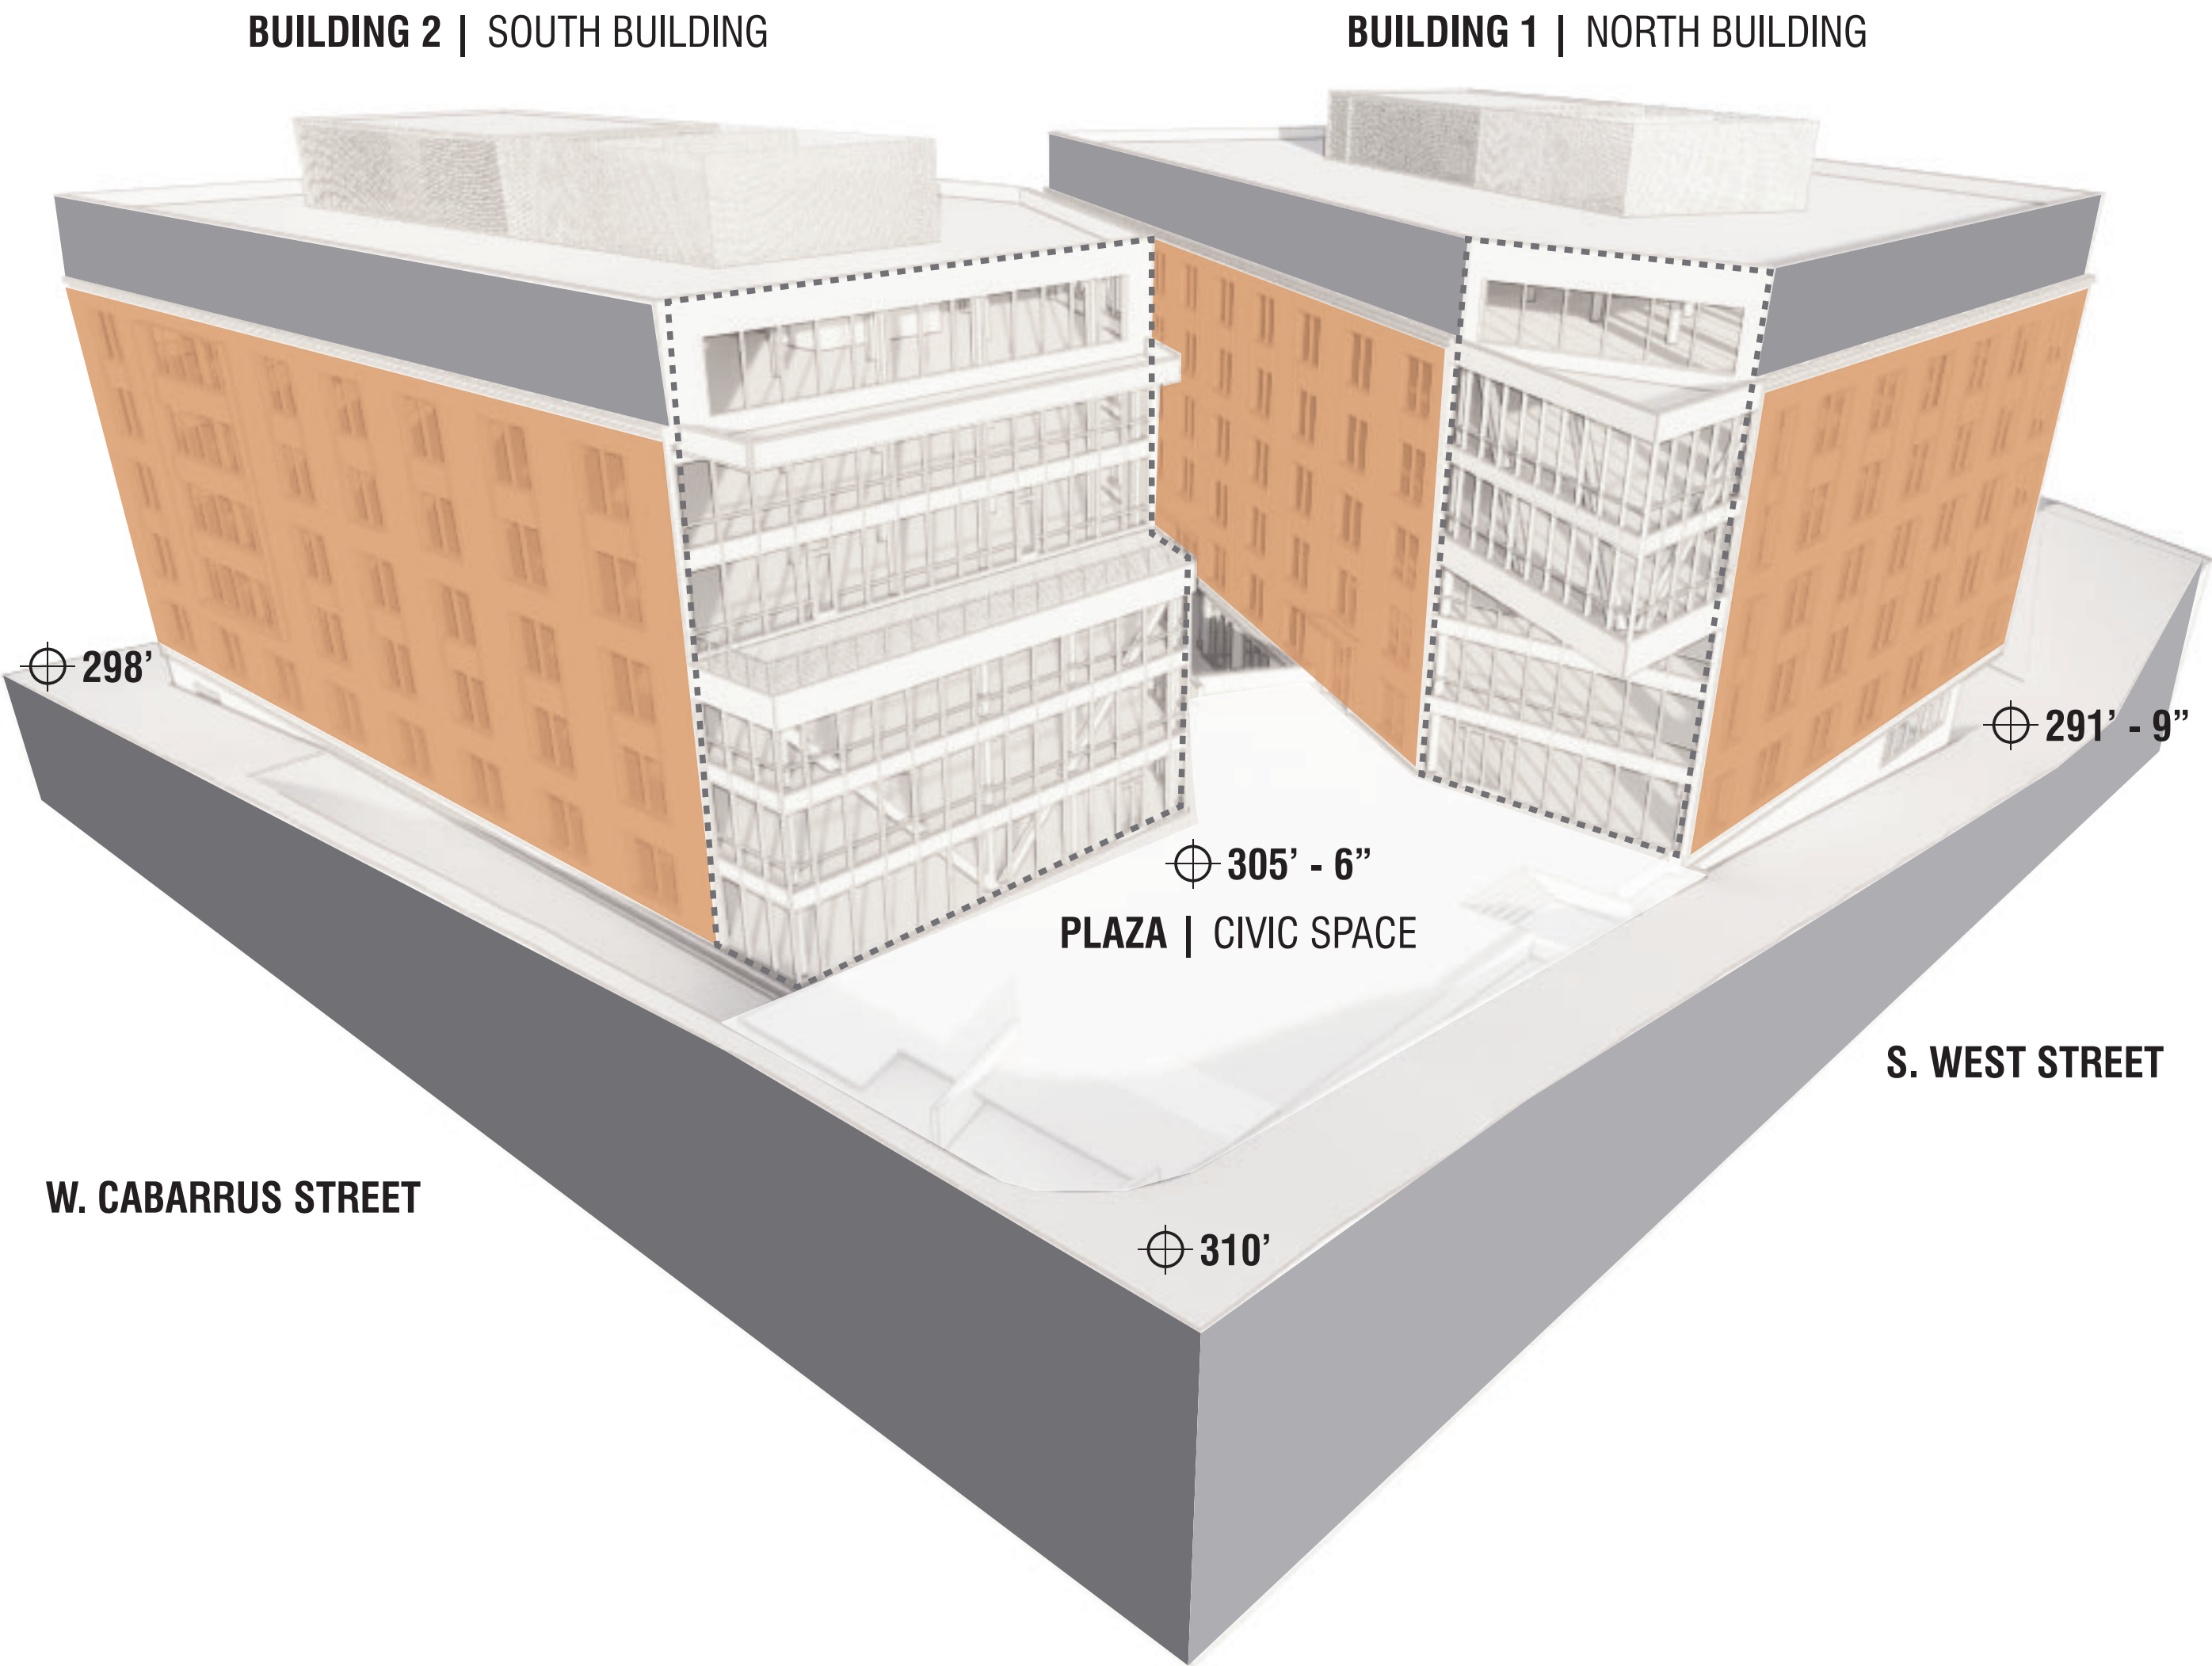 BUILDING 2 | SOUTH BUILDING
BUILDING 1 | NORTH BUILDING
298’
291’ - 9”
305’ - 6”
PLAZA | CIVIC SPACE
S. WEST STREET
W. CABARRUS STREET
310’